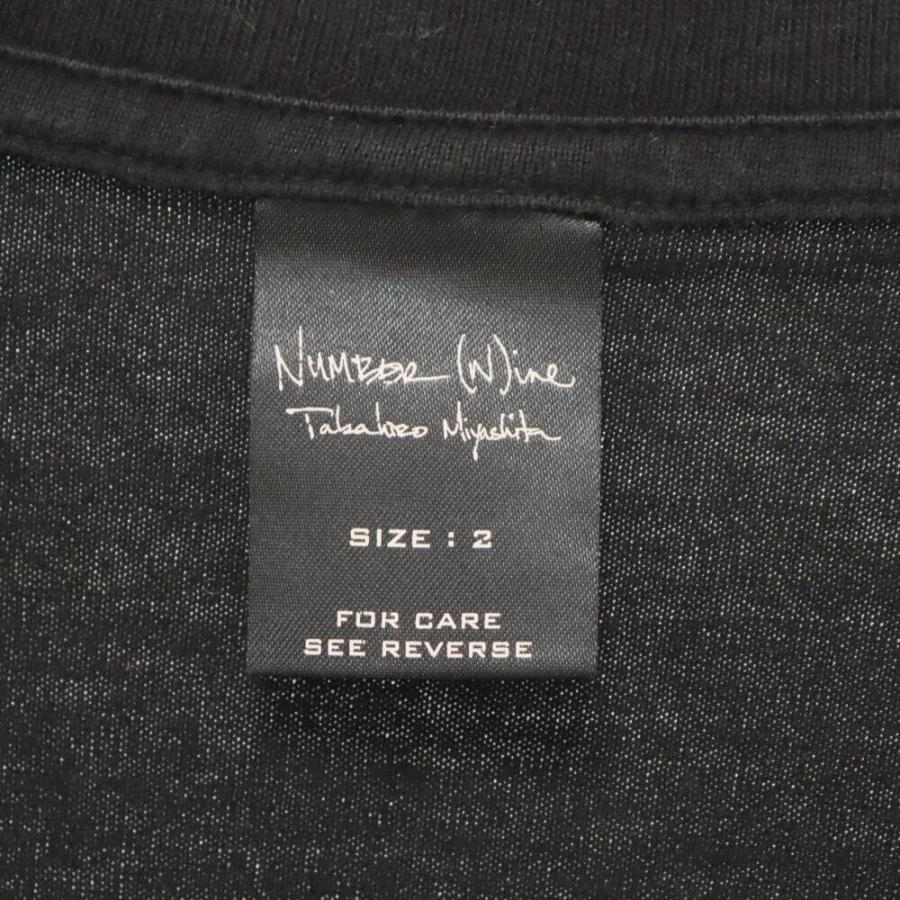 NUMBER (N)ine
Takahiro Miyashita
SIZE : 2
FOR CARE
SEE REVERSE